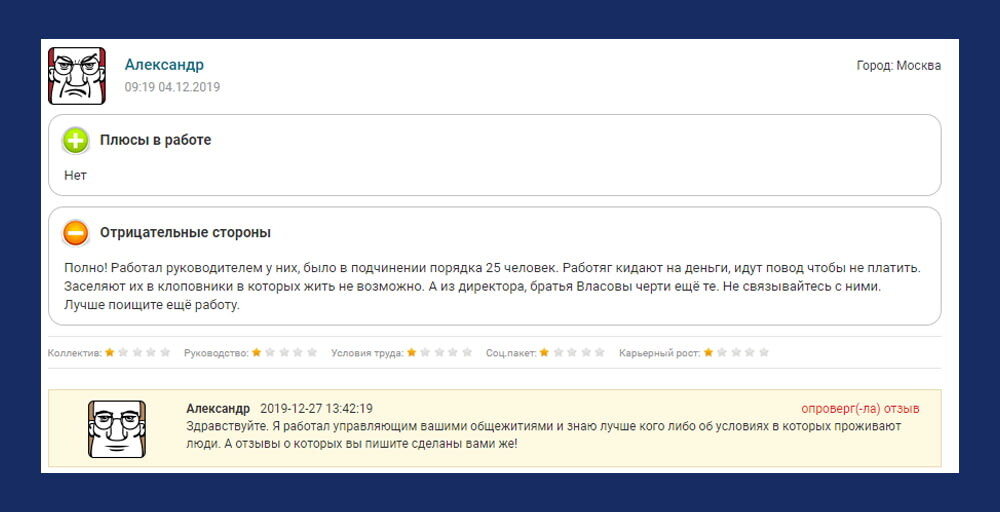 Александр
Город: Москва
09:19 04.12.2019
Плюсы в работе
Нет
Отрицательные стороны
Полно! Работал руководителем у них, было в подчинении порядка 25 человек. Работяг кидают на деньги, идут повод чтобы не платить.
Заселяют их в клоповники в которых жить не возможно. А из директора, братья Власовы черти ещё те. Не связывайтесь с ними.
Лучше поищите ещё работу.
Коллектив: Руководство: Условия труда: Соц.пакет: Карьерный рост:
Александр 2019-12-27 13:42:19 опроверг(-ла) отзыв
Здравствуйте. Я работал управляющим вашими общежитиями и знаю лучше кого либо об условиях в которых проживают
люди. А отзывы о которых вы пишите сделаны вами же!